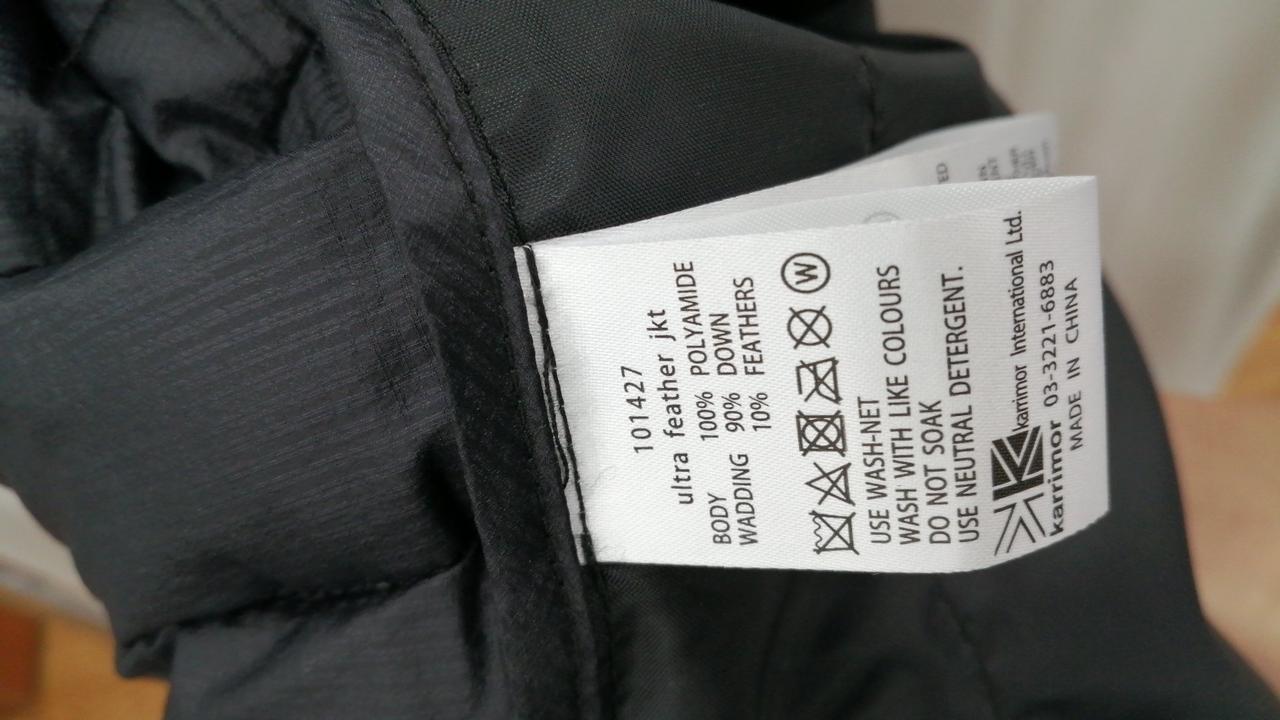 101427
ultra feather jkt
BODY 100% POLYAMIDE
WADDING 90% DOWN
10% FEATHERS
W
USE WASH-NET
WASH WITH LIKE COLOURS
DO NOT SOAK
USE NEUTRAL DETERGENT.
karrimor International Ltd.
karrimor 03-3221-6883
MADE IN CHINA